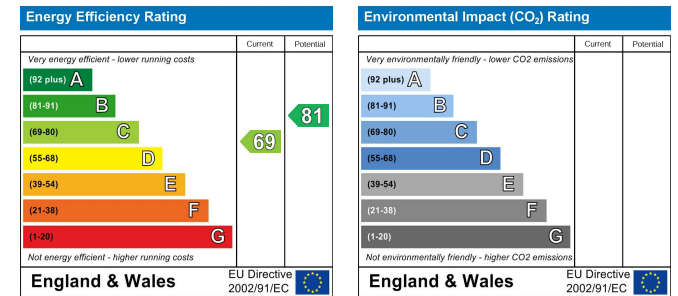 Energy Efficiency Rating
Current
Potential
Very energy efficient - lower running costs
(92 plus) A
(81-91) B
(69-80) C
(55-68) D
(39-54) E
(21-38) F
(1-20) G
69
81
Not energy efficient - higher running costs
England & Wales
EU Directive
2002/91/EC
Environmental Impact (CO₂) Rating
Current
Potential
Very environmentally friendly - lower CO2 emissions
(92 plus) A
(81-91) B
(69-80) C
(55-68) D
(39-54) E
(21-38) F
(1-20) G
Not environmentally friendly - higher CO2 emissions
England & Wales
EU Directive
2002/91/EC